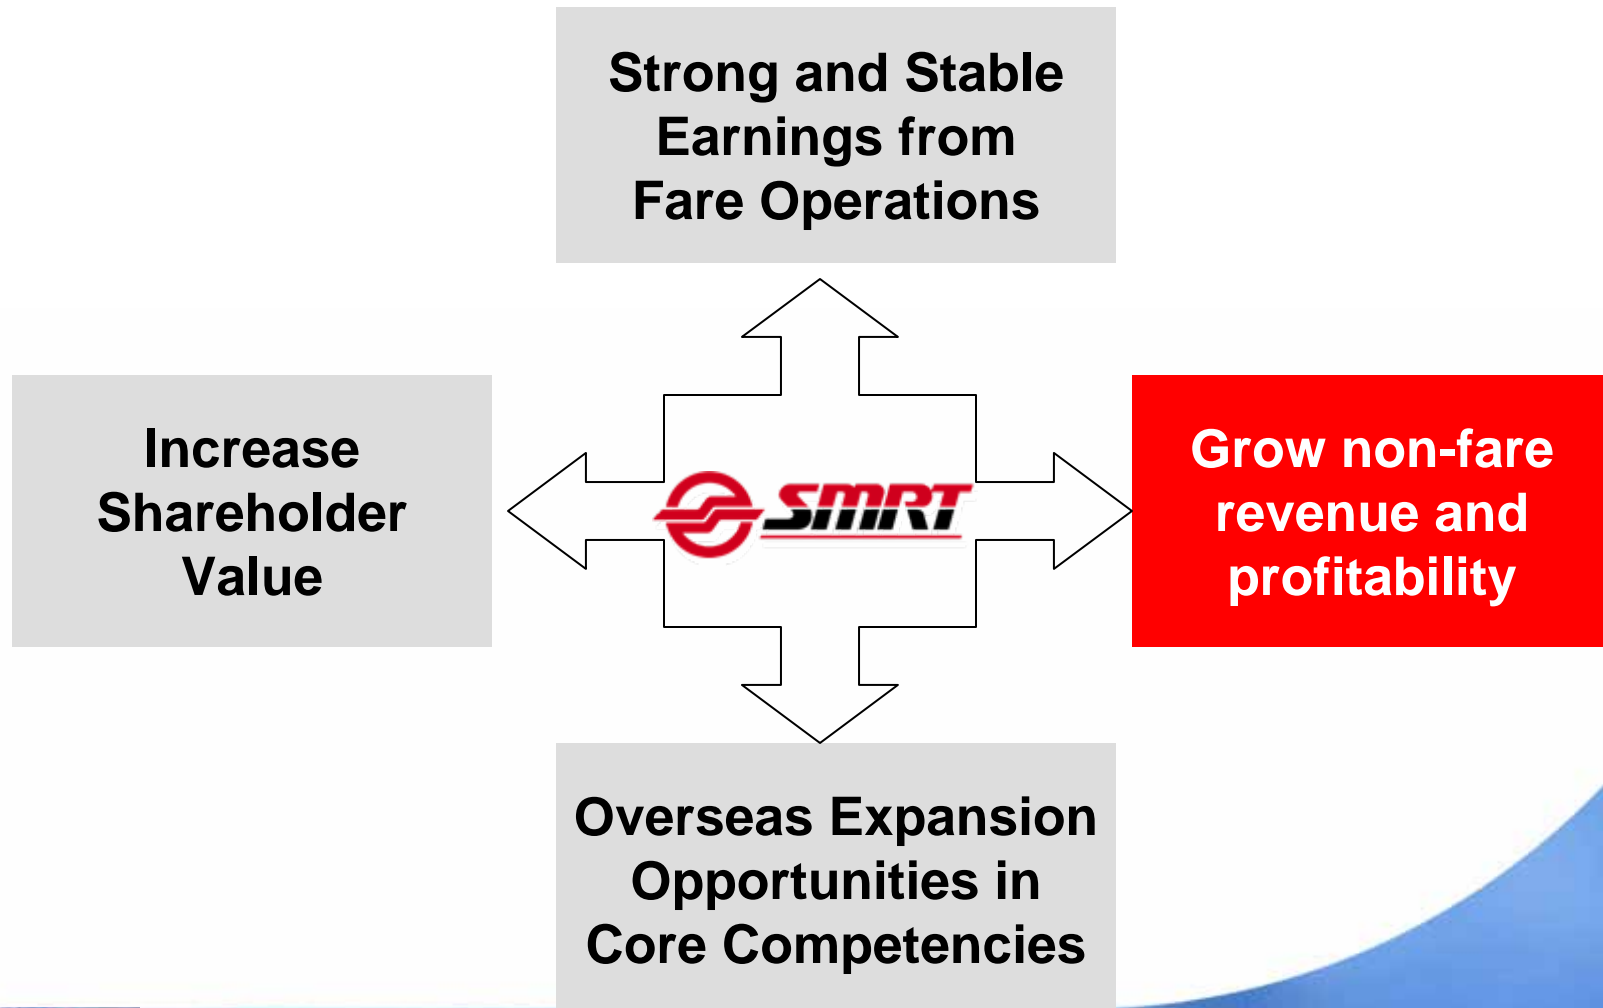 Strong and Stable
Earnings from
Fare Operations
Increase
Shareholder
Value
SMRT
Grow non-fare
revenue and
profitability
Overseas Expansion
Opportunities in
Core Competencies